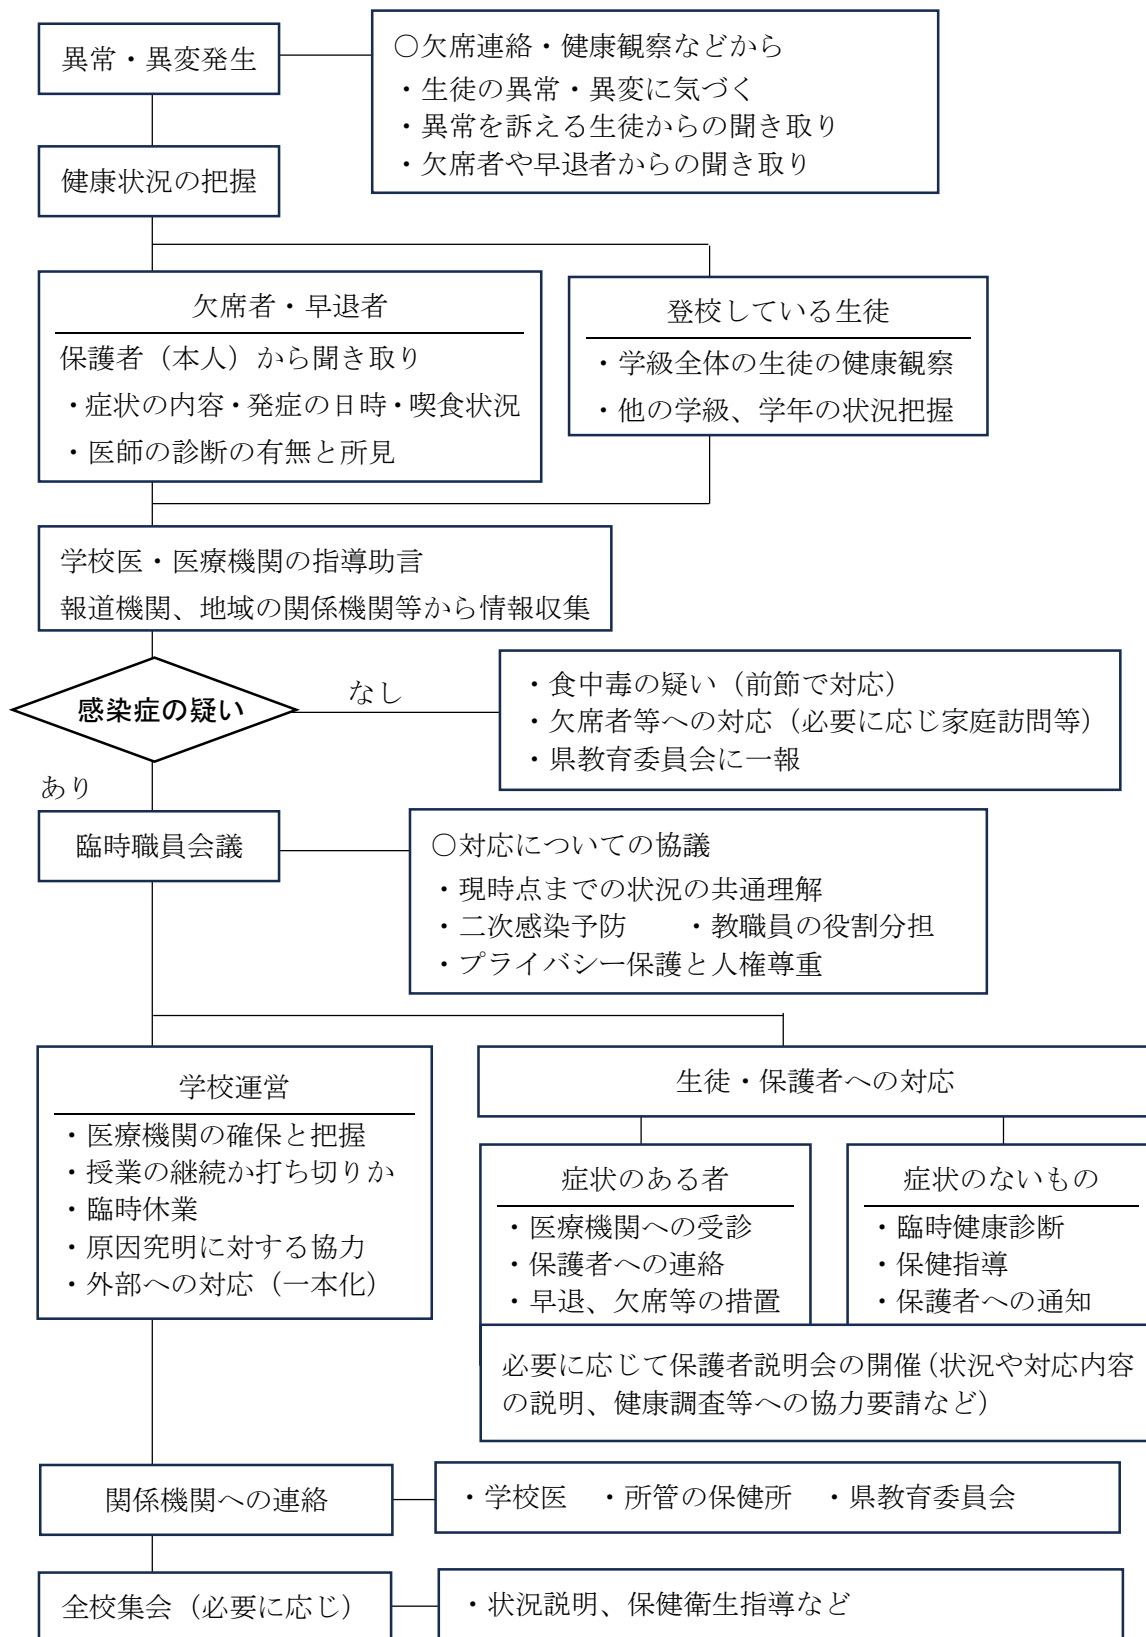 異常・異変発生
○欠席連絡・健康観察などから
・生徒の異常・異変に気づく
・異常を訴える生徒からの聞き取り
・欠席者や早退者からの聞き取り
健康状況の把握
欠席者・早退者
保護者（本人）から聞き取り
・症状の内容・発症の日時・喫食状況
・医師の診断の有無と所見
登校している生徒
・学級全体の生徒の健康観察
・他の学級、学年の状況把握
学校医・医療機関の指導助言
報道機関、地域の関係機関等から情報収集
感染症の疑い
なし
・食中毒の疑い（前節で対応）
・欠席者等への対応（必要に応じ家庭訪問等）
・県教育委員会に一報
あり
臨時職員会議
○対応についての協議
・現時点までの状況の共通理解
・二次感染予防　　・教職員の役割分担
・プライバシー保護と人権尊重
学校運営
・医療機関の確保と把握
・授業の継続か打ち切りか
・臨時休業
・原因究明に対する協力
・外部への対応（一本化）
生徒・保護者への対応
症状のある者
・医療機関への受診
・保護者への連絡
・早退、欠席等の措置
症状のないもの
・臨時健康診断
・保健指導
・保護者への通知
必要に応じて保護者説明会の開催（状況や対応内容
の説明、健康調査等への協力要請など）
関係機関への連絡
・学校医　・所管の保健所　・県教育委員会
全校集会（必要に応じ）
・状況説明、保健衛生指導など